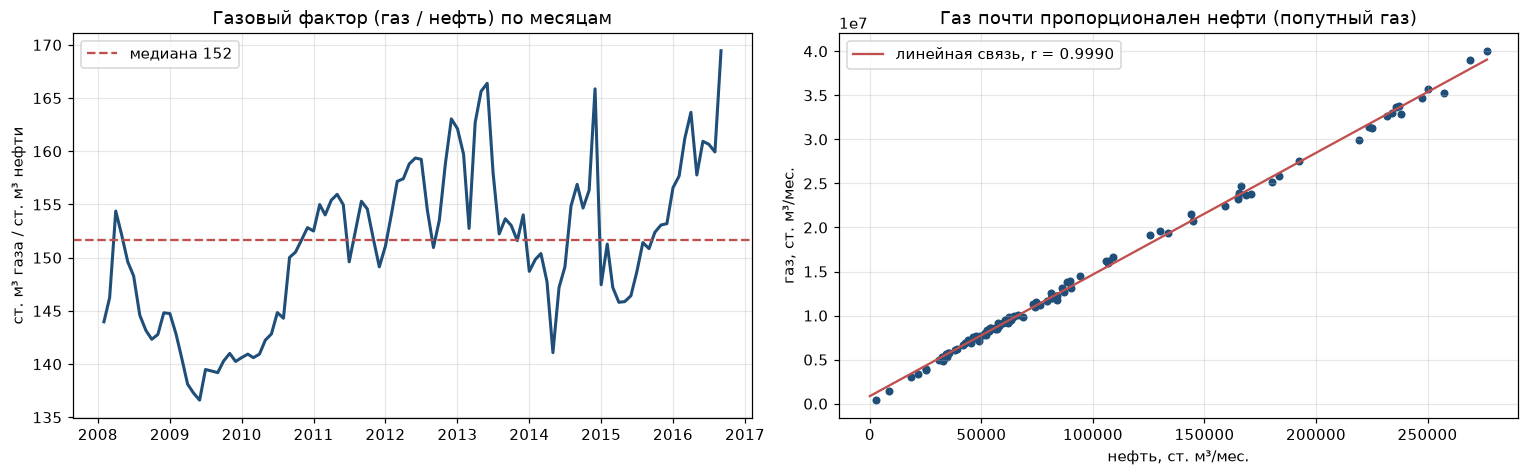 Газовый фактор (газ / нефть) по месяцам
медиана 152
ст. м³ газа / ст. м³ нефти
170
165
160
155
150
145
140
135
2008 2009 2010 2011 2012 2013 2014 2015 2016 2017
Газ почти пропорционален нефти (попутный газ)
1e7
линейная связь, r = 0.9990
газ, ст. м³/мес.
4.0
3.5
3.0
2.5
2.0
1.5
1.0
0.5
0.0
0 50000 100000 150000 200000 250000
нефть, ст. м³/мес.